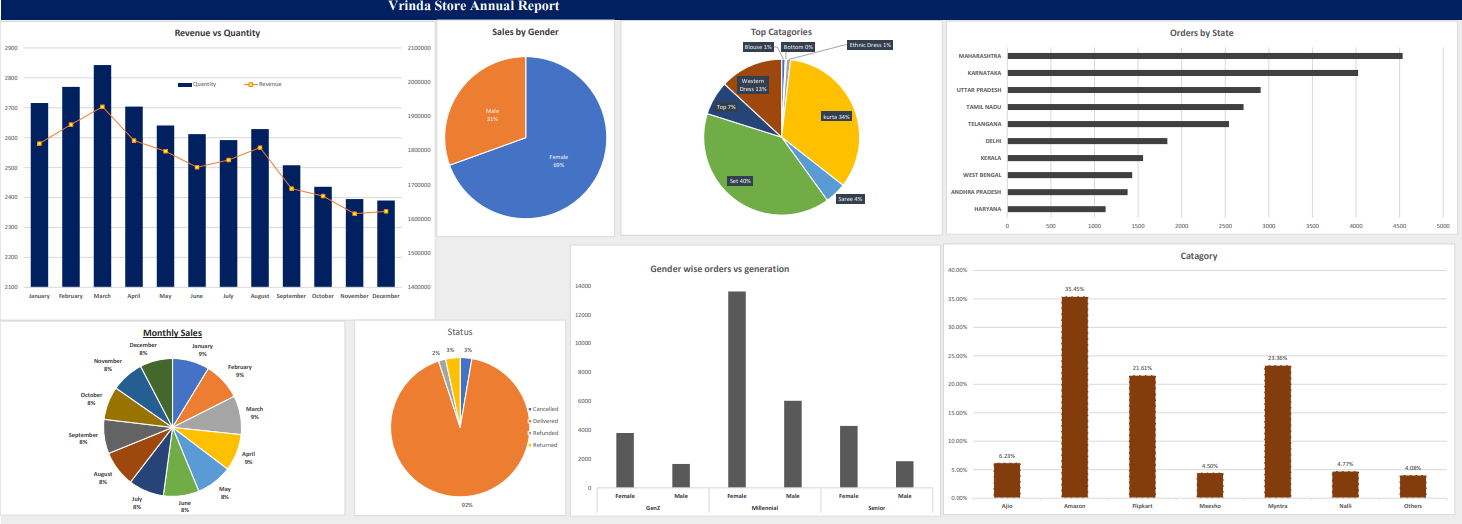 Vrinda Store Annual Report
Revenue vs Quantity
2900
2800
2700
2600
2500
2400
2300
2200
2100
2100000
2000000
1900000
1800000
1700000
1600000
1500000
1400000
Quantity
Revenue
January February March April May June July August September October November December
Sales by Gender
Male
31%
Female
69%
Top Catagories
Blouse 1%
Bottom 0%
Ethnic Dress 1%
Western
Dress 13%
Top 7%
kurta 34%
Set 40%
Saree 4%
Orders by State
MAHARASHTRA
KARNATAKA
UTTAR PRADESH
TAMIL NADU
TELANGANA
DELHI
KERALA
WEST BENGAL
ANDHRA PRADESH
HARYANA
0 500 1000 1500 2000 2500 3000 3500 4000 4500 5000
Monthly Sales
January
9%
February
9%
March
9%
April
9%
May
8%
June
8%
July
8%
August
8%
September
8%
October
8%
November
8%
December
8%
Status
2%
3%
3%
Cancelled
Delivered
Refunded
Returned
92%
Gender wise orders vs generation
14000
12000
10000
8000
6000
4000
2000
0
Female Male Female Male Female Male
GenZ Millennial Senior
Catagory
40.00%
35.00%
30.00%
25.00%
20.00%
15.00%
10.00%
5.00%
0.00%
6.23%
35.45%
21.61%
4.50%
23.36%
4.77%
4.08%
Ajio Amazon Flipkart Meesho Myntra Nalli Others